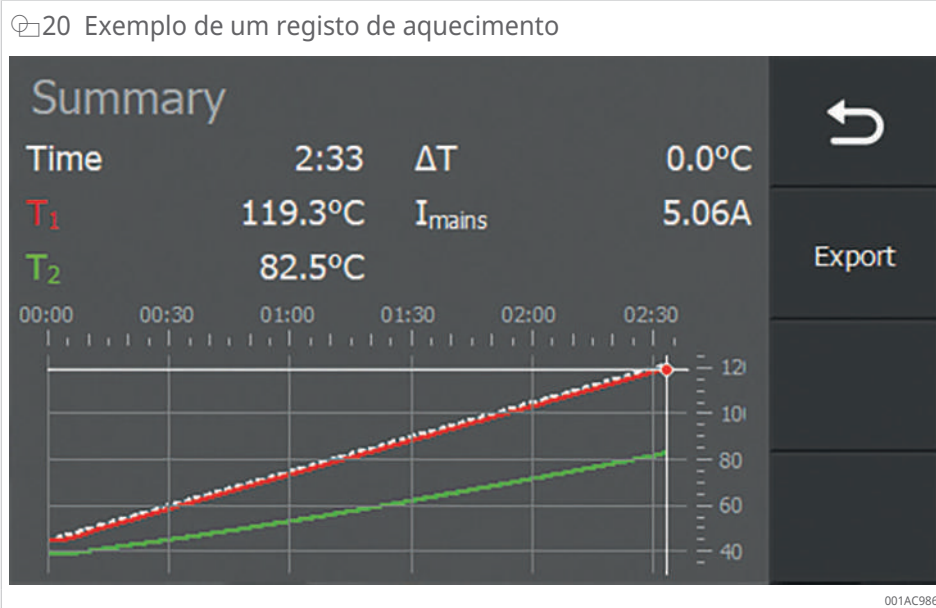 20 Exemplo de um registo de aquecimento
Summary
Time 2:33 ΔT 0.0°C
T1 119.3°C Imains 5.06A
T2 82.5°C
Export
00:00 00:30 01:00 01:30 02:00 02:30
80
60
40
001AC986